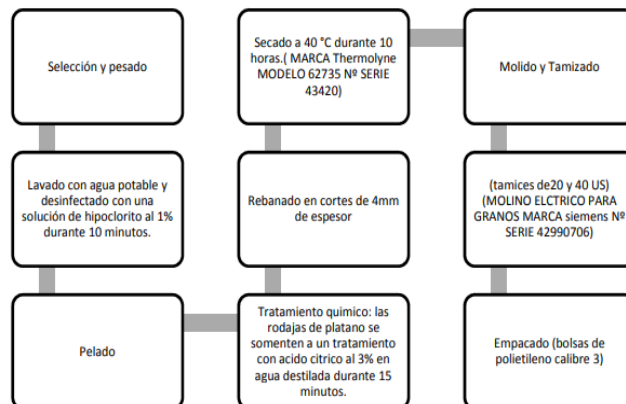 Selección y pesado
Lavado con agua potable y
desinfectado con una
solución de hipoclorito al 1%
durante 10 minutos.
Pelado
Tratamiento quimico: las
rodajas de platano se
somenten a un tratamiento
con acido citrico al 3% en
agua destilada durante 15
minutos.
Rebanado en cortes de 4mm
de espesor
Secado a 40 °C durante 10
horas.( MARCA Thermolyne
MODELO 62735 Nº SERIE
43420)
Molido y Tamizado
(tamices de20 y 40 US)
(MOLINO ELCTRICO PARA
GRANOS MARCA siemens Nº
SERIE 42990706)
Empacado (bolsas de
polietileno calibre 3)